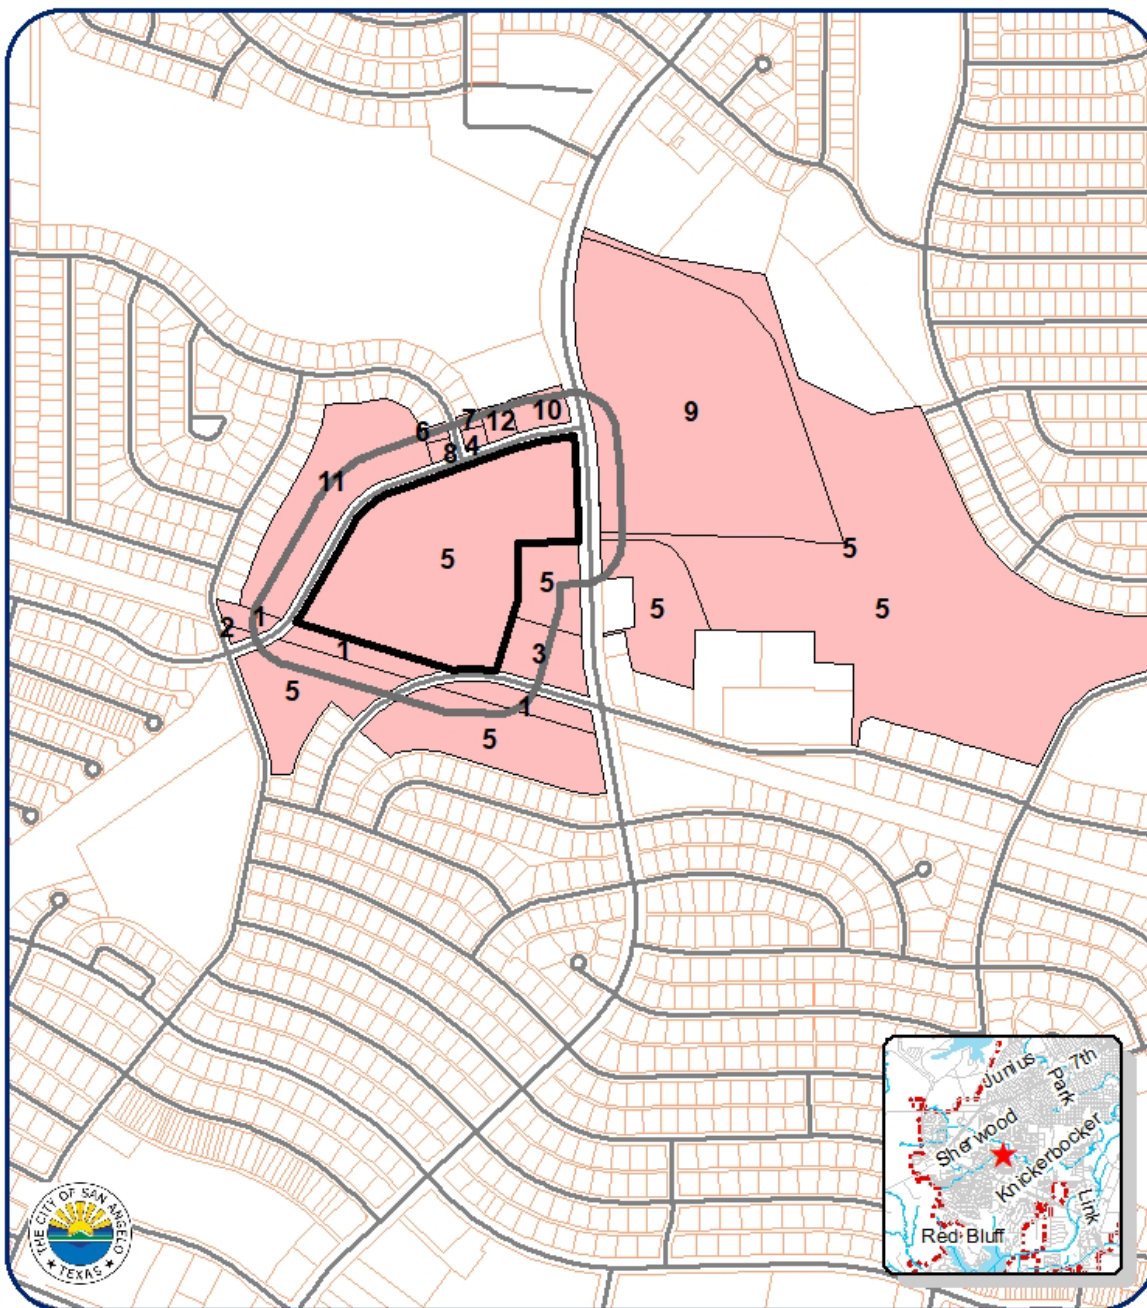 9
7
12
10
6
4
8
11
5
5
5
5
5
1
2
1
3
5
1
5
Junius
7th
Park
Sherwood
Knickerbocker
Link
Red Bluff
THE CITY OF SAN ANGELO
★ TEXAS ★